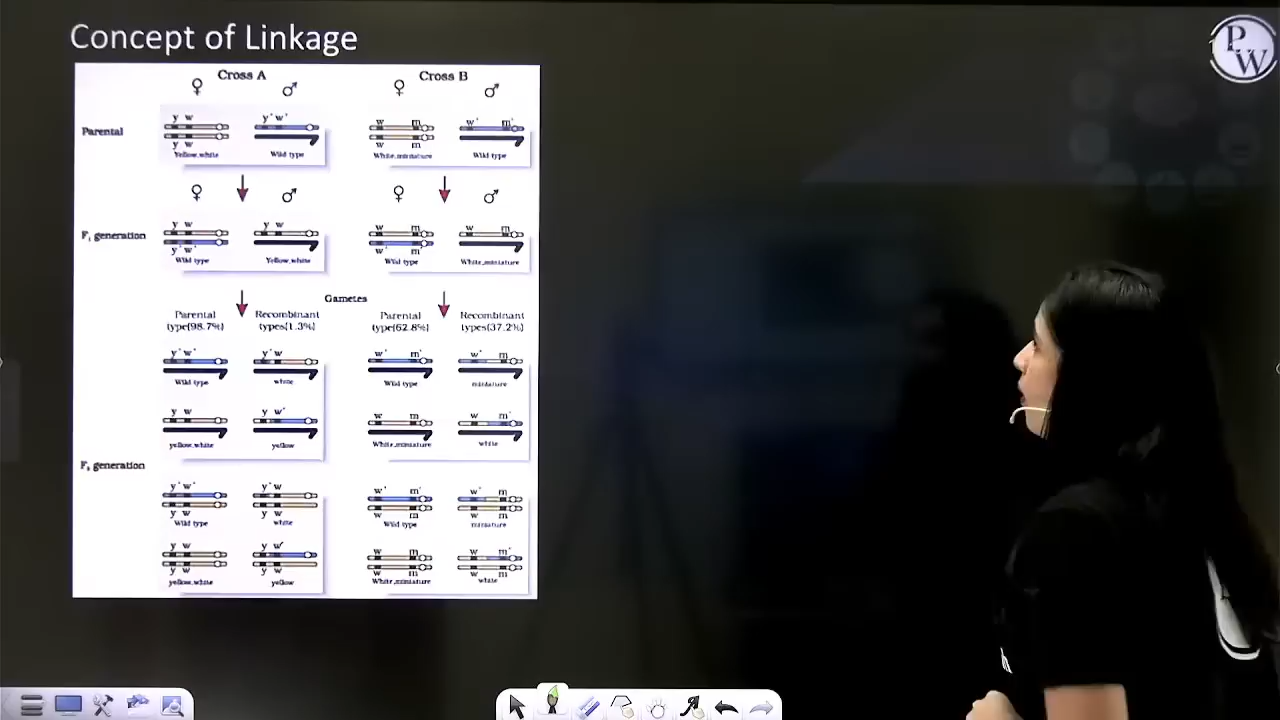 Concept of Linkage
PW
Cross A Cross B
♀ ♂ ♀ ♂
Parental
y w y⁺ w⁺ w m w⁺ m⁺
y w w m
Yellow, white Wild type White, miniature Wild type
♀ ♂ ♀ ♂
F₁ generation
y w y w w m w m
y⁺ w⁺ w⁺ m⁺
Wild type Yellow, white Wild type White, miniature
Gametes
Parental Recombinant Parental Recombinant
type(98.7%) types(1.3%) type(62.8%) types(37.2%)
y⁺ w⁺ y⁺ w w⁺ m⁺ w⁺ m
Wild type white Wild type miniature
y w y w⁺ w m w m⁺
yellow, white yellow White, miniature white
F₂ generation
y⁺ w⁺ y⁺ w w⁺ m⁺ w⁺ m
y w y w w m w m
Wild type white Wild type miniature
y w y w⁺ w m w m⁺
y w y w w m w m
yellow, white yellow White, miniature white